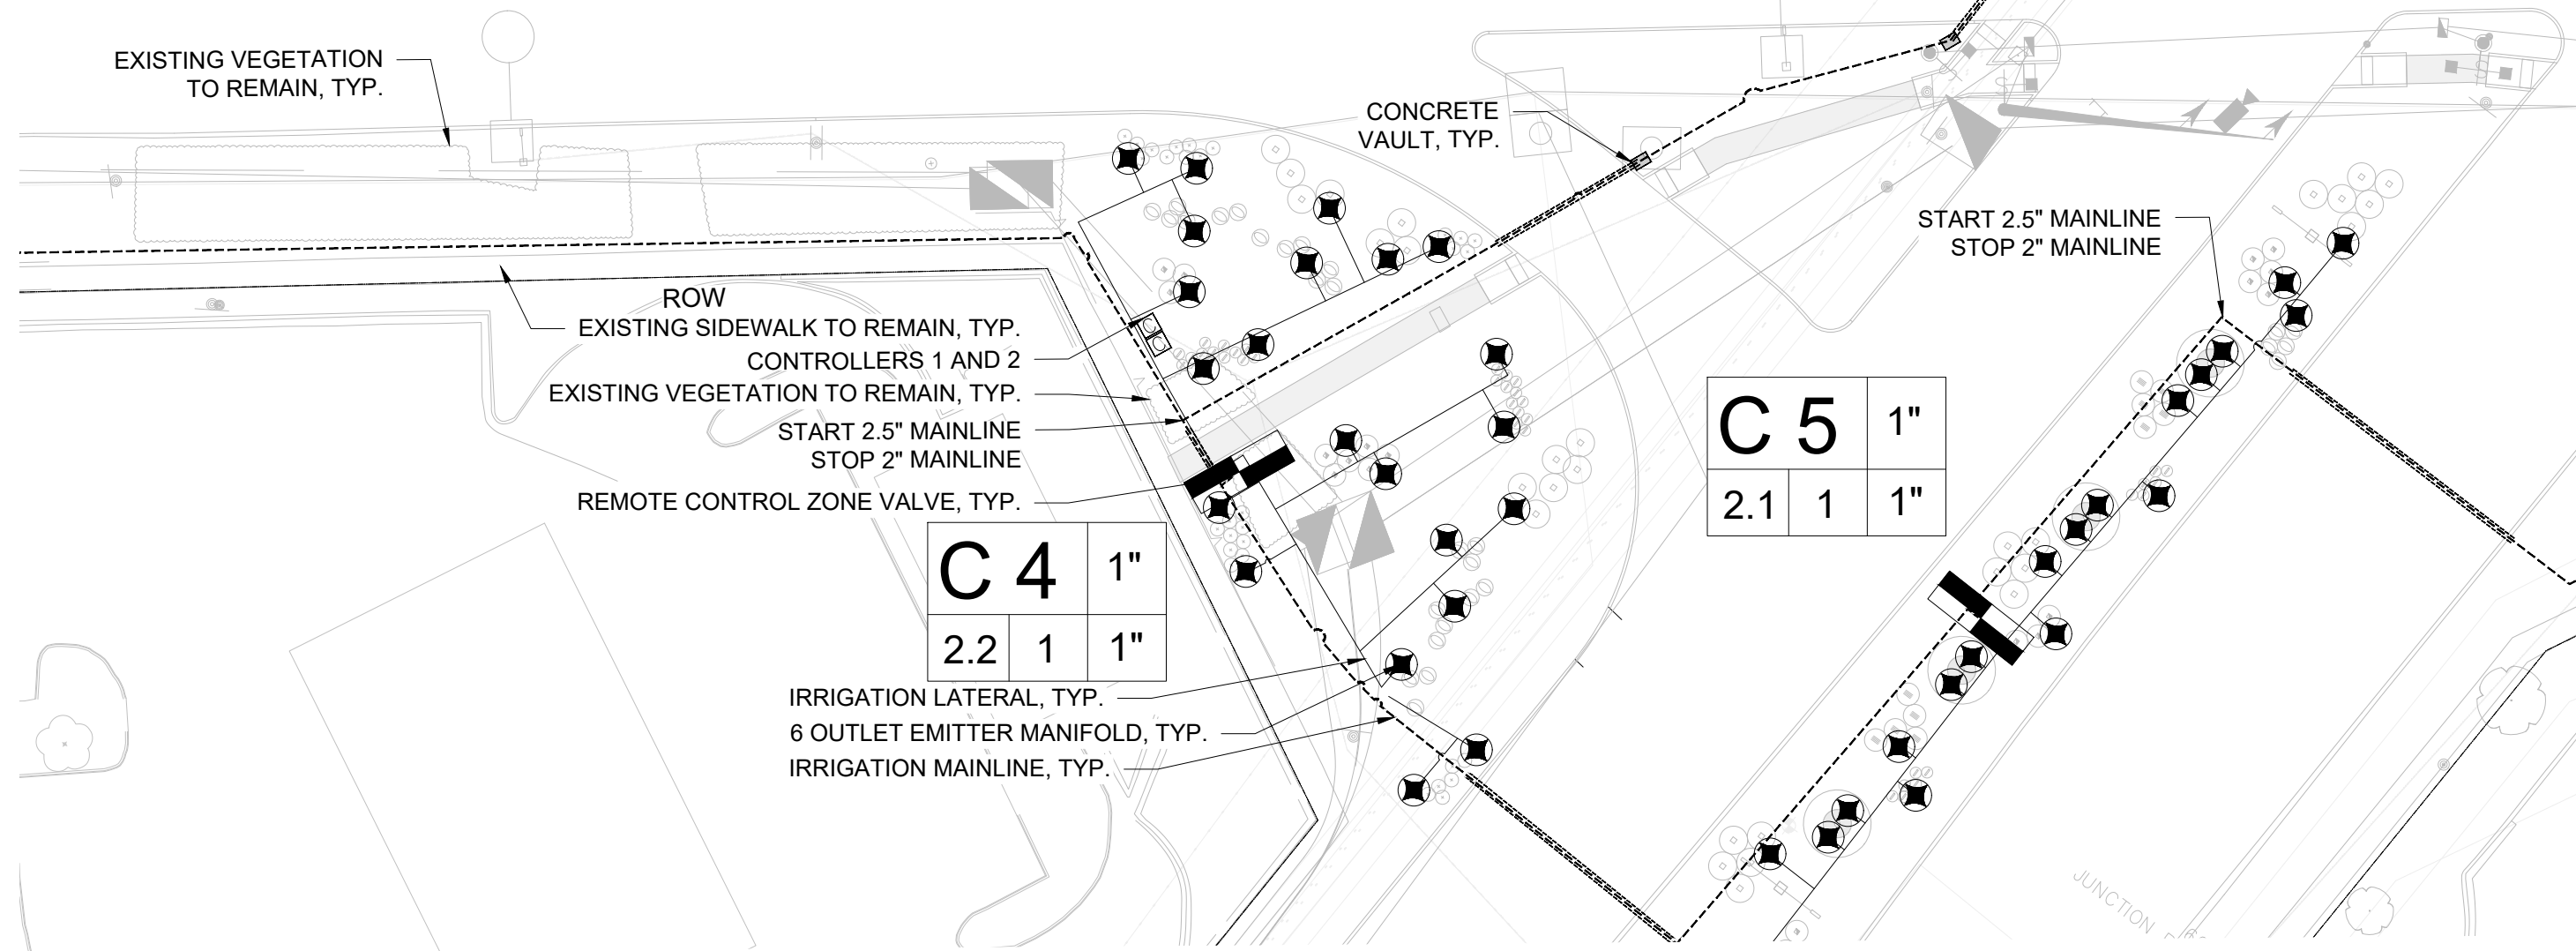 EXISTING VEGETATION
TO REMAIN, TYP.
CONCRETE
VAULT, TYP.
START 2.5" MAINLINE
STOP 2" MAINLINE
ROW
EXISTING SIDEWALK TO REMAIN, TYP.
CONTROLLERS 1 AND 2
EXISTING VEGETATION TO REMAIN, TYP.
START 2.5" MAINLINE
STOP 2" MAINLINE
REMOTE CONTROL ZONE VALVE, TYP.
C
C
C 5 1"
2.1 1 1"
C 4 1"
2.2 1 1"
IRRIGATION LATERAL, TYP.
6 OUTLET EMITTER MANIFOLD, TYP.
IRRIGATION MAINLINE, TYP.
JUNCTION